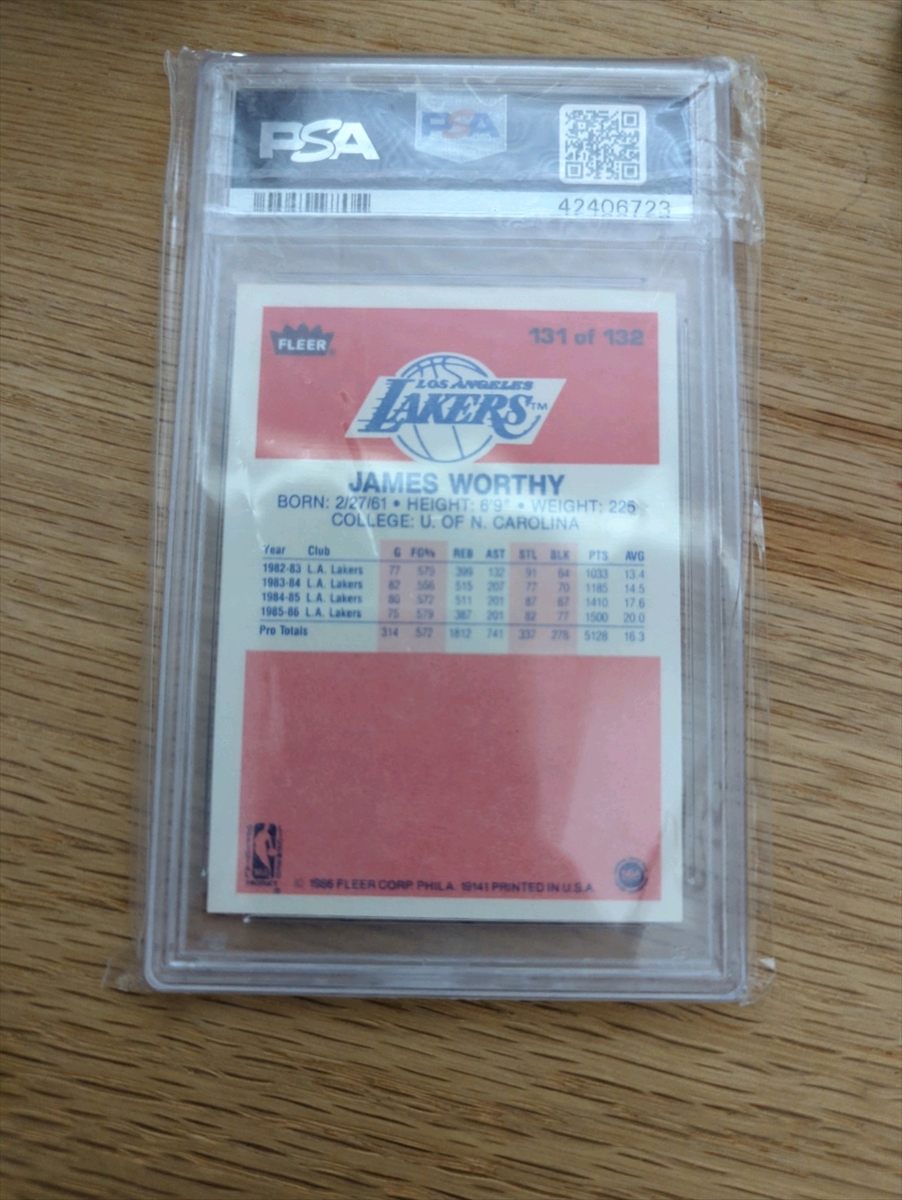 PSA PSA
42406723
FLEER 131 of 132
LOS ANGELES
LAKERS™
JAMES WORTHY
BORN: 2/27/61 • HEIGHT: 6'9" • WEIGHT: 225
COLLEGE: U. OF N. CAROLINA
Year Club G FG% REB AST STL BLK PTS AVG
1982-83 L.A. Lakers 77 579 399 132 91 64 1033 13.4
1983-84 L.A. Lakers 82 556 515 207 77 70 1185 14.5
1984-85 L.A. Lakers 80 572 511 201 87 67 1410 17.6
1985-86 L.A. Lakers 75 579 387 201 82 77 1500 20.0
Pro Totals 314 572 1812 741 337 278 5128 16.3
© 1986 FLEER CORP. PHILA. 19141 PRINTED IN U.S.A.